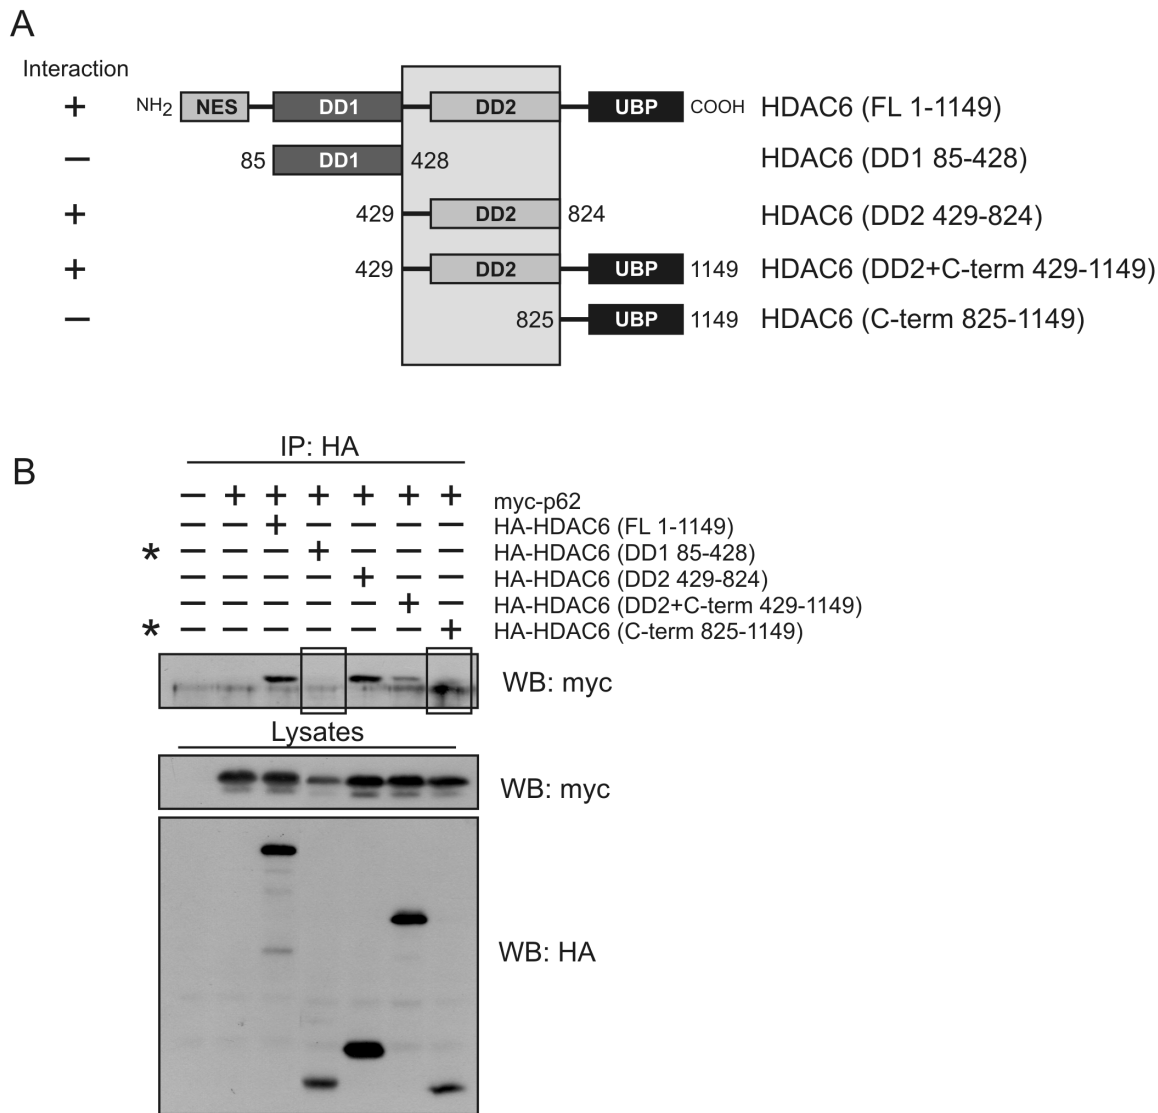 A
Interaction
+ NH2 NES DD1 DD2 UBP COOH HDAC6 (FL 1-1149)
– 85 DD1 428 HDAC6 (DD1 85-428)
+ 429 DD2 824 HDAC6 (DD2 429-824)
+ 429 DD2 UBP 1149 HDAC6 (DD2+C-term 429-1149)
– 825 UBP 1149 HDAC6 (C-term 825-1149)
B
IP: HA
– + + + + + + myc-p62
– – + – – – – HA-HDAC6 (FL 1-1149)
* – – – + – – – HA-HDAC6 (DD1 85-428)
– – – – + – – HA-HDAC6 (DD2 429-824)
– – – – – + – HA-HDAC6 (DD2+C-term 429-1149)
* – – – – – – + HA-HDAC6 (C-term 825-1149)
WB: myc
Lysates
WB: myc
WB: HA